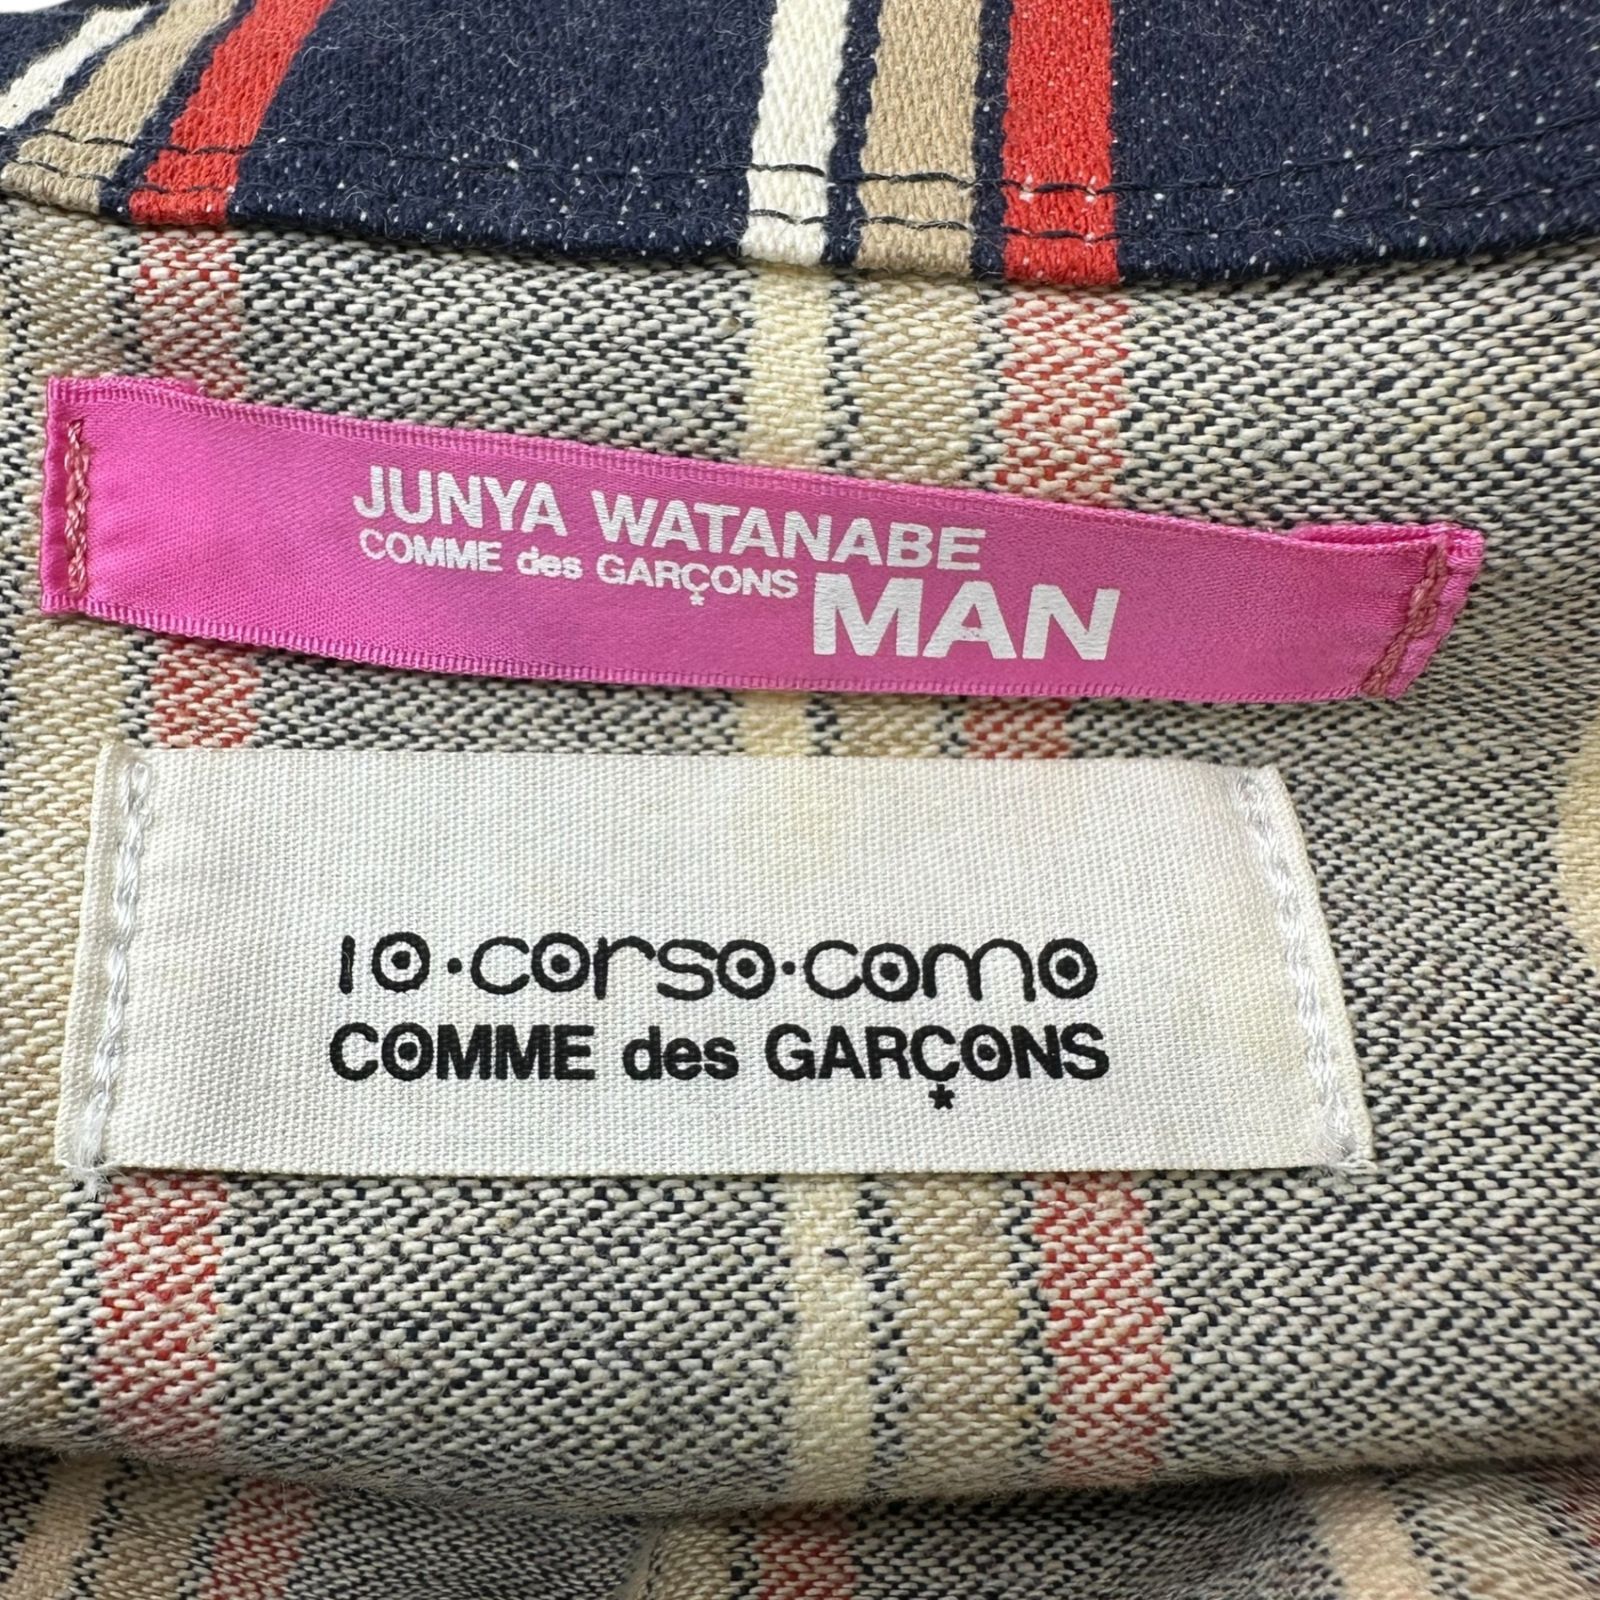 JUNYA WATANABE
COMME des GARÇONS MAN
10·corso·como
COMME des GARÇONS